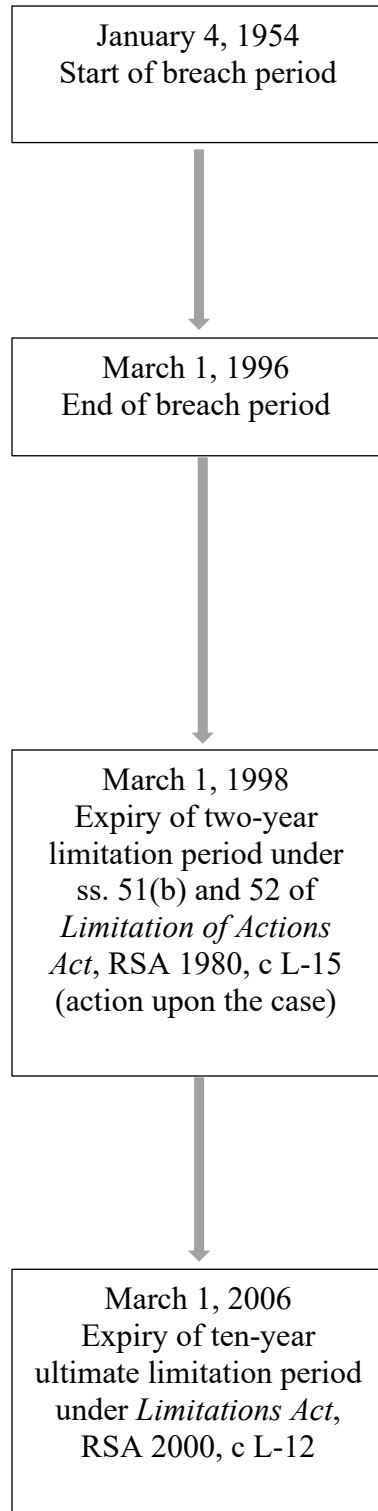 January 4, 1954
Start of breach period
March 1, 1996
End of breach period
March 1, 1998
Expiry of two-year
limitation period under
ss. 51(b) and 52 of
Limitation of Actions
Act, RSA 1980, c L-15
(action upon the case)
March 1, 2006
Expiry of ten-year
ultimate limitation period
under Limitations Act,
RSA 2000, c L-12